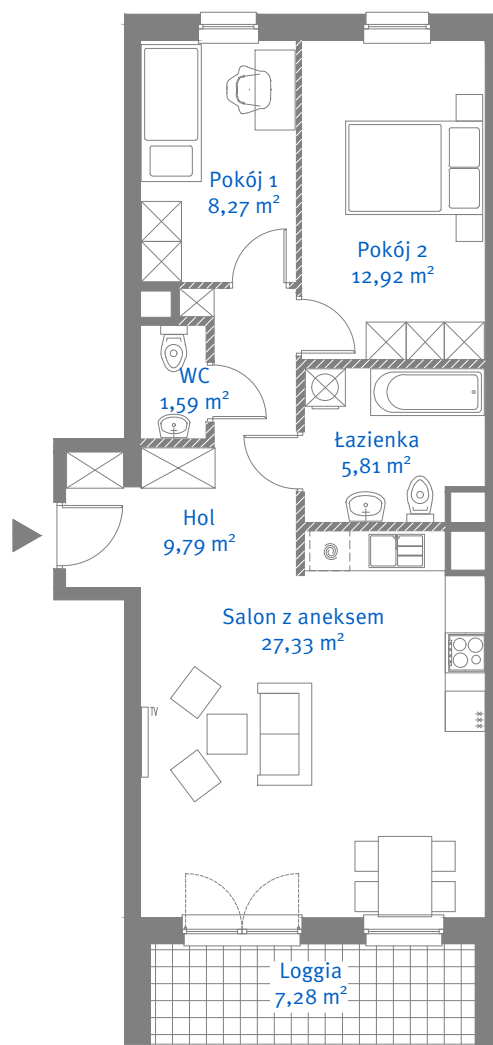 Pokój 1
8,27 m²
Pokój 2
12,92 m²
WC
1,59 m²
Łazienka
5,81 m²
Hol
9,79 m²
Salon z aneksem
27,33 m²
TV
Loggia
7,28 m²